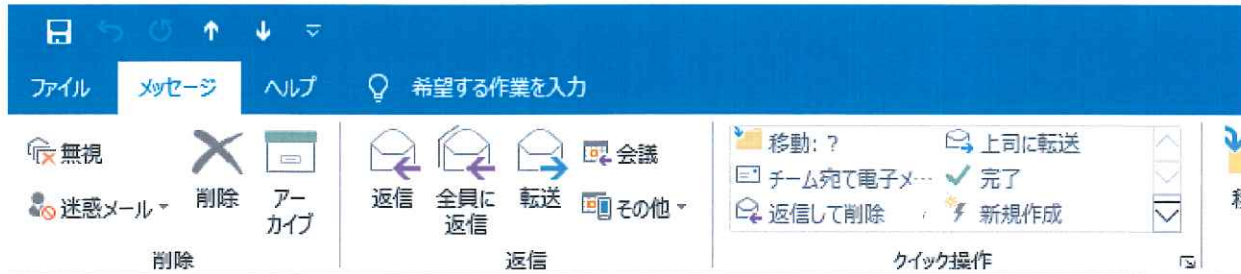 ファイル メッセージ ヘルプ 希望する作業を入力
無視
迷惑メール
削除
アー
カイブ
削除
返信
全員に
返信
転送
会議
その他
返信
移動: ?
チーム宛て電子メ…
返信して削除
上司に転送
完了
新規作成
クイック操作